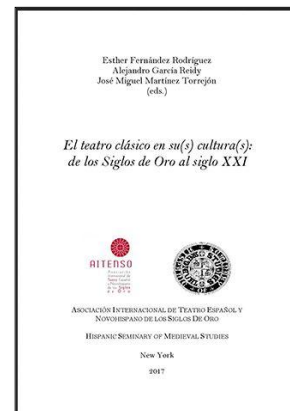 Esther Fernández Rodríguez
Alejandro García Reidy
José Miguel Martínez Torrejón
(eds.)
El teatro clásico en su(s) cultura(s):
de los Siglos de Oro al siglo XXI
AITENSO
ASOCIACIÓN INTERNACIONAL DE TEATRO ESPAÑOL Y
NOVOHISPANO DE LOS SIGLOS DE ORO
HISPANIC SEMINARY OF MEDIEVAL STUDIES
New York
2017